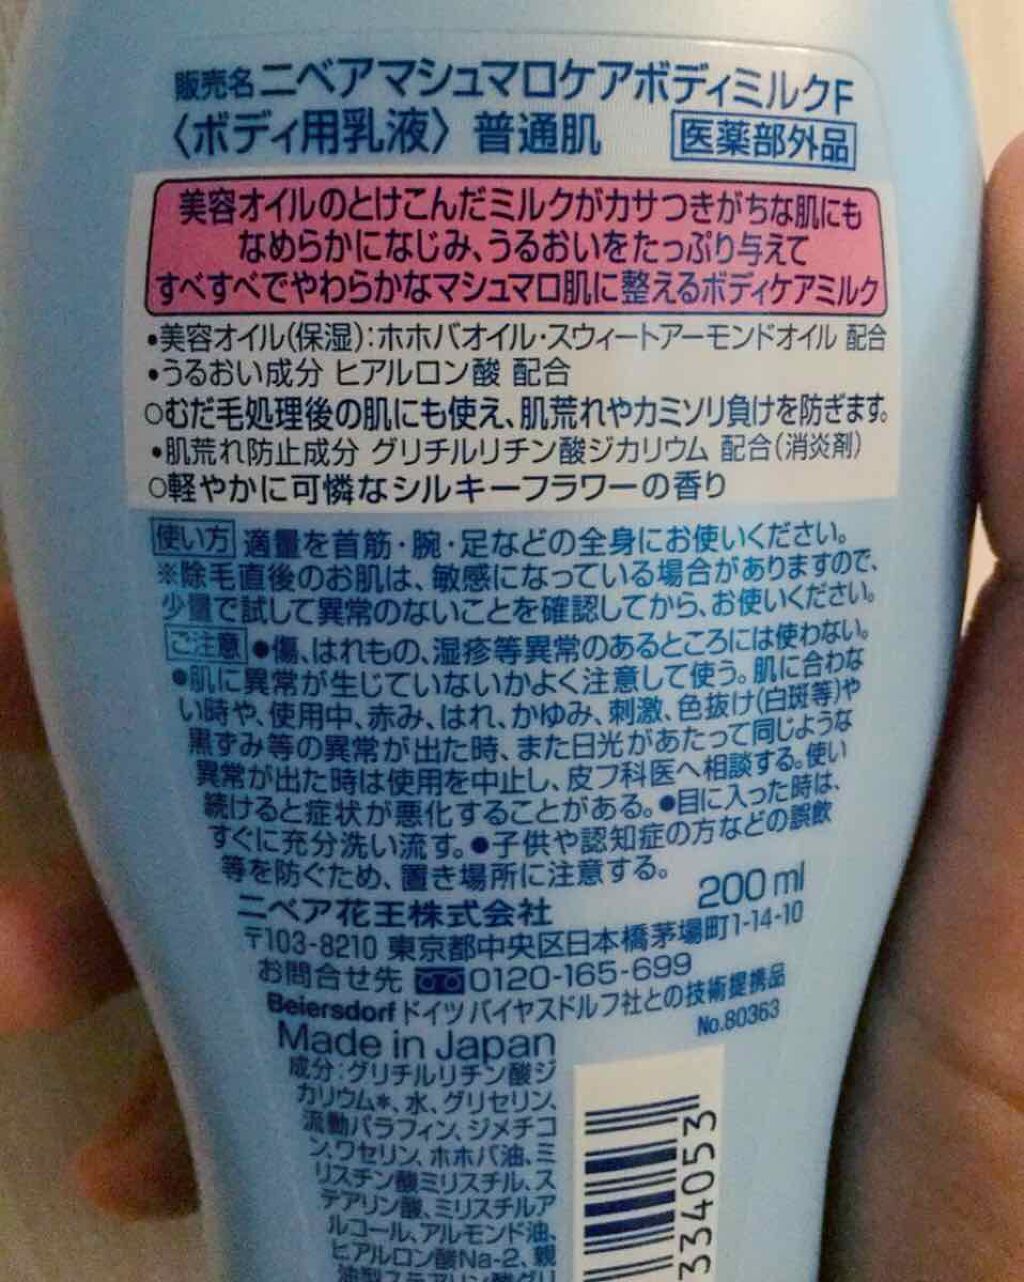 販売名ニベアマシュマロケアボディミルクF
〈ボディ用乳液〉 普通肌 医薬部外品
美容オイルのとけこんだミルクがカサつきがちな肌にも
なめらかになじみ、うるおいをたっぷり与えて
すべすべでやわらかなマシュマロ肌に整えるボディケアミルク
•美容オイル(保湿):ホホバオイル・スウィートアーモンドオイル 配合
•うるおい成分 ヒアルロン酸 配合
○むだ毛処理後の肌にも使え、肌荒れやカミソリ負けを防ぎます。
•肌荒れ防止成分 グリチルリチン酸ジカリウム 配合(消炎剤)
○軽やかに可憐なシルキーフラワーの香り
使い方 適量を首筋・腕・足などの全身にお使いください。
※除毛直後のお肌は、敏感になっている場合がありますので、
少量で試して異常のないことを確認してから、お使いください。
ご注意 ●傷、はれもの、湿疹等異常のあるところには使わない。
●肌に異常が生じていないかよく注意して使う。肌に合わな
い時や、使用中、赤み、はれ、かゆみ、刺激、色抜け(白斑等)や
黒ずみ等の異常が出た時、また日光があたって同じような
異常が出た時は使用を中止し、皮フ科医へ相談する。使い
続けると症状が悪化することがある。●目に入った時は、
すぐに充分洗い流す。●子供や認知症の方などの誤飲
等を防ぐため、置き場所に注意する。
200ml
ニベア花王株式会社
〒103-8210 東京都中央区日本橋茅場町1-14-10
お問合せ先 0120-165-699
Beiersdorf ドイツ バイヤスドルフ社との技術提携品
No.80363
Made in Japan
成分:グリチルリチン酸ジ
カリウム*、水、グリセリン、
流動パラフィン、ジメチコ
ン、ワセリン、ホホバ油、ミ
リスチン酸ミリスチル、ス
テアリン酸、ミリスチルア
ルコール、アルモンド油、
ヒアルロン酸Na-2、親
油型ステアリン酸グリ
334053